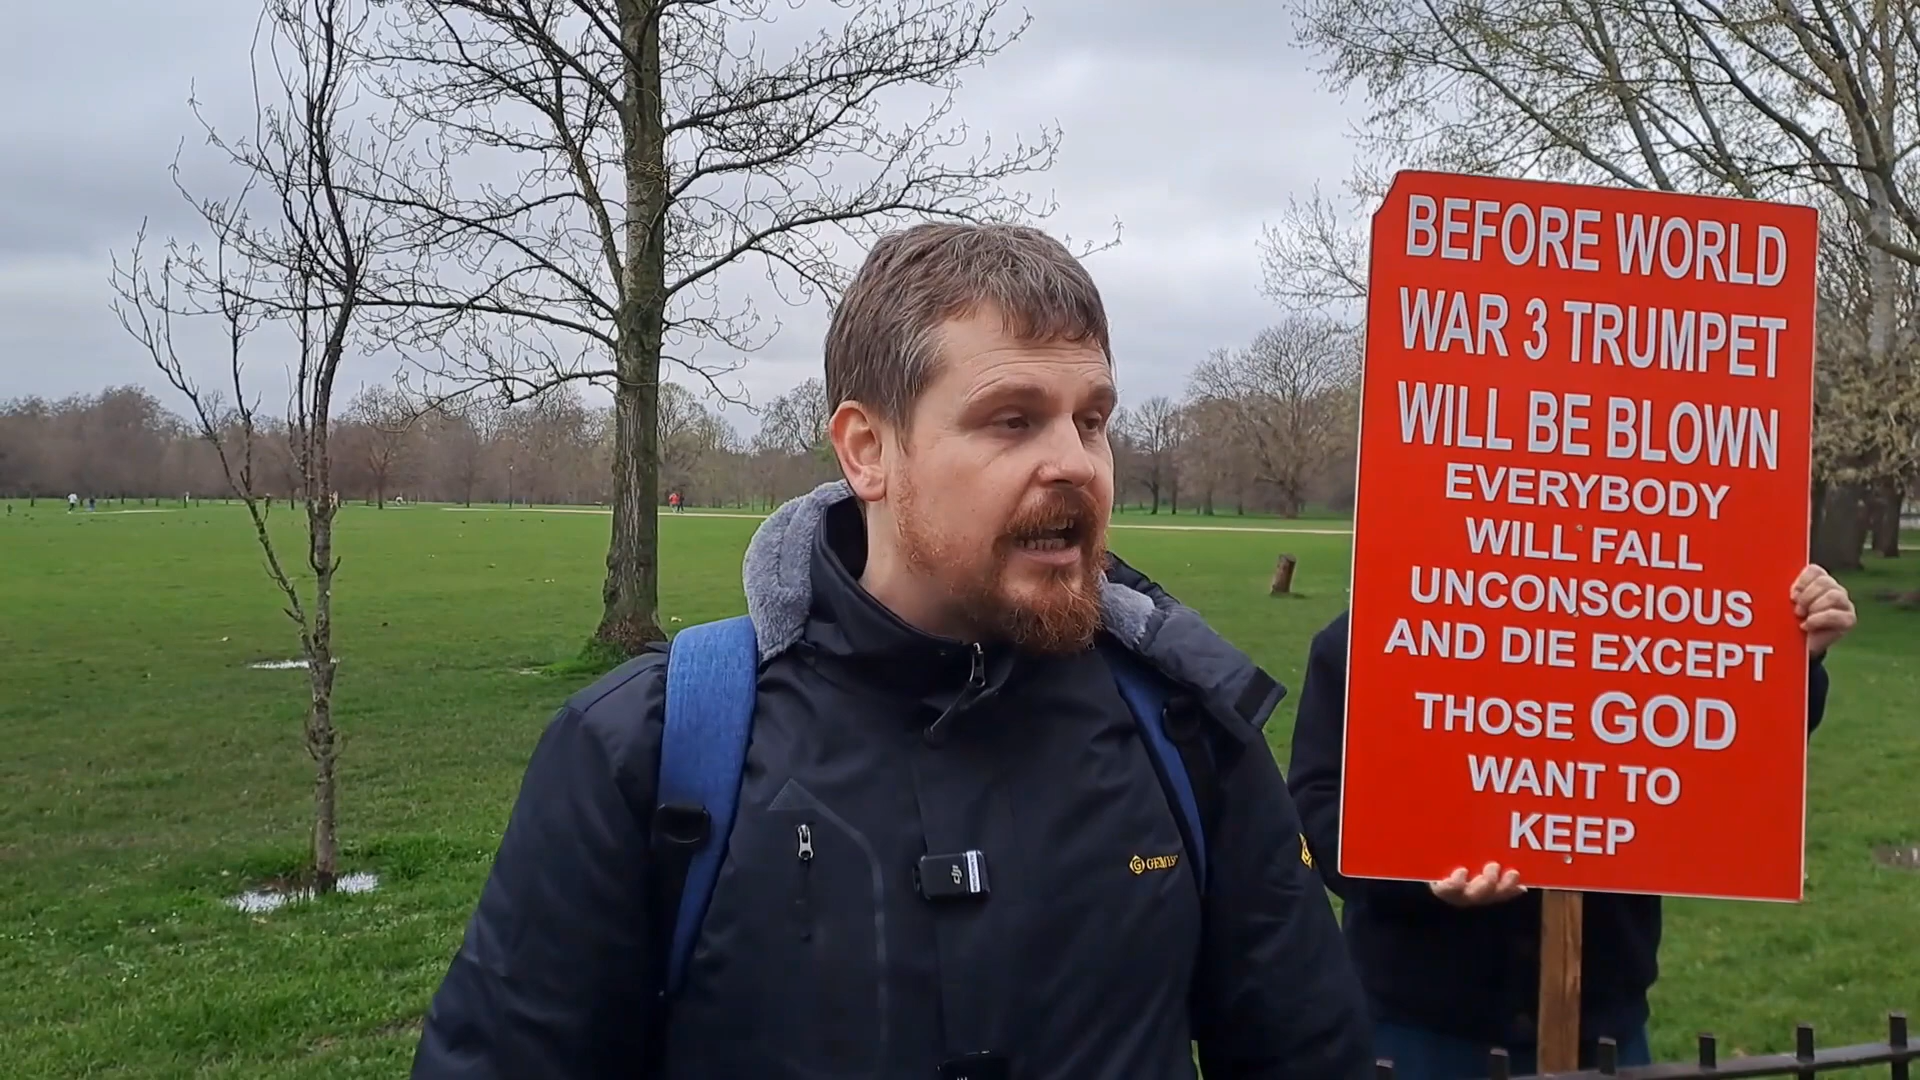 BEFORE WORLD
WAR 3 TRUMPET
WILL BE BLOWN
EVERYBODY
WILL FALL
UNCONSCIOUS
AND DIE EXCEPT
THOSE GOD
WANT TO
KEEP
dji